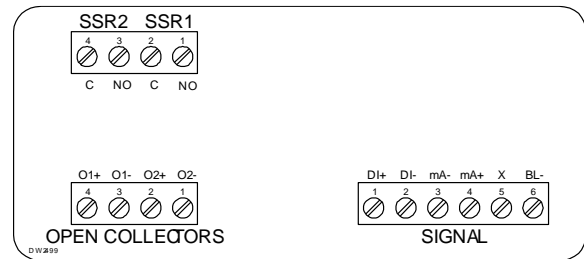 SSR2 SSR1
4 3 2 1
C NO C NO
O1+ O1- O2+ O2-
4 3 2 1
OPEN COLLECTORS
DI+ DI- mA- mA+ X BL-
1 2 3 4 5 6
SIGNAL
DW2499